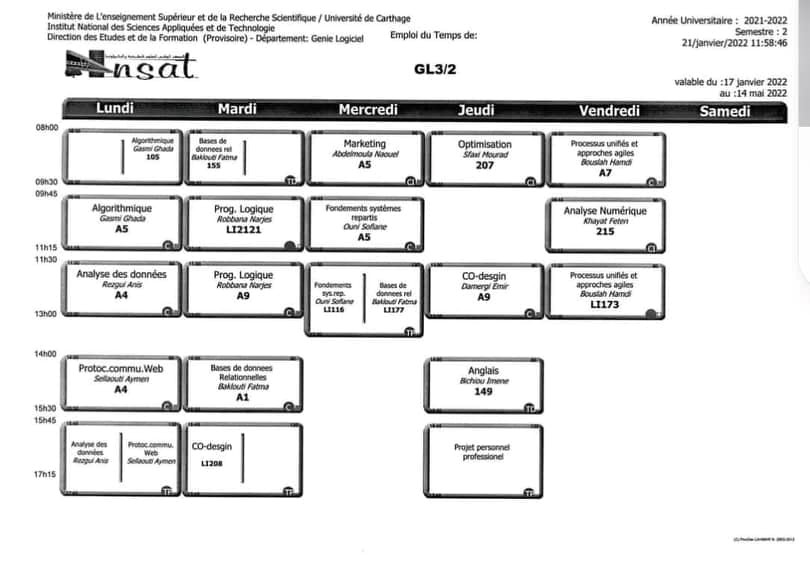 Ministère de L'enseignement Supérieur et de la Recherche Scientifique / Université de Carthage
Institut National des Sciences Appliquées et de Technologie
Direction des Etudes et de la Formation (Provisoire) - Département: Genie Logiciel
Emploi du Temps de:
Année Universitaire : 2021-2022
Semestre : 2
21/janvier/2022 11:58:46
nsat
GL3/2
valable du :17 janvier 2022
au :14 mai 2022
Lundi Mardi Mercredi Jeudi Vendredi Samedi
08h00
Algorithmique
Gasmi Ghada
105
Bases de
donnees rel
Baklouti Fatma
155
Marketing
Abdelmoula Naouel
A5
Optimisation
Sfaxi Mourad
207
Processus unifiés et
approches agiles
Bouslah Hamdi
A7
09h30
09h45
Algorithmique
Gasmi Ghada
A5
Prog. Logique
Robbana Narjes
LI2121
Fondements systèmes
repartis
Ouni Sofiane
A5
Analyse Numérique
Khayat Feten
215
11h15
11h30
Analyse des données
Rezgui Anis
A4
Prog. Logique
Robbana Narjes
A9
Fondements
sys.rep.
Ouni Sofiane
LI116
Bases de
donnees rel
Baklouti Fatma
LI177
CO-desgin
Damergi Emir
A9
Processus unifiés et
approches agiles
Bouslah Hamdi
LI173
13h00
14h00
Protoc.commu.Web
Sellaouti Aymen
A4
Bases de donnees
Relationnelles
Baklouti Fatma
A1
Anglais
Bichiou Imene
149
15h30
15h45
Analyse des
données
Rezgui Anis
Protoc.commu.
Web
Sellaouti Aymen
CO-desgin
LI208
Projet personnel
professionel
17h15